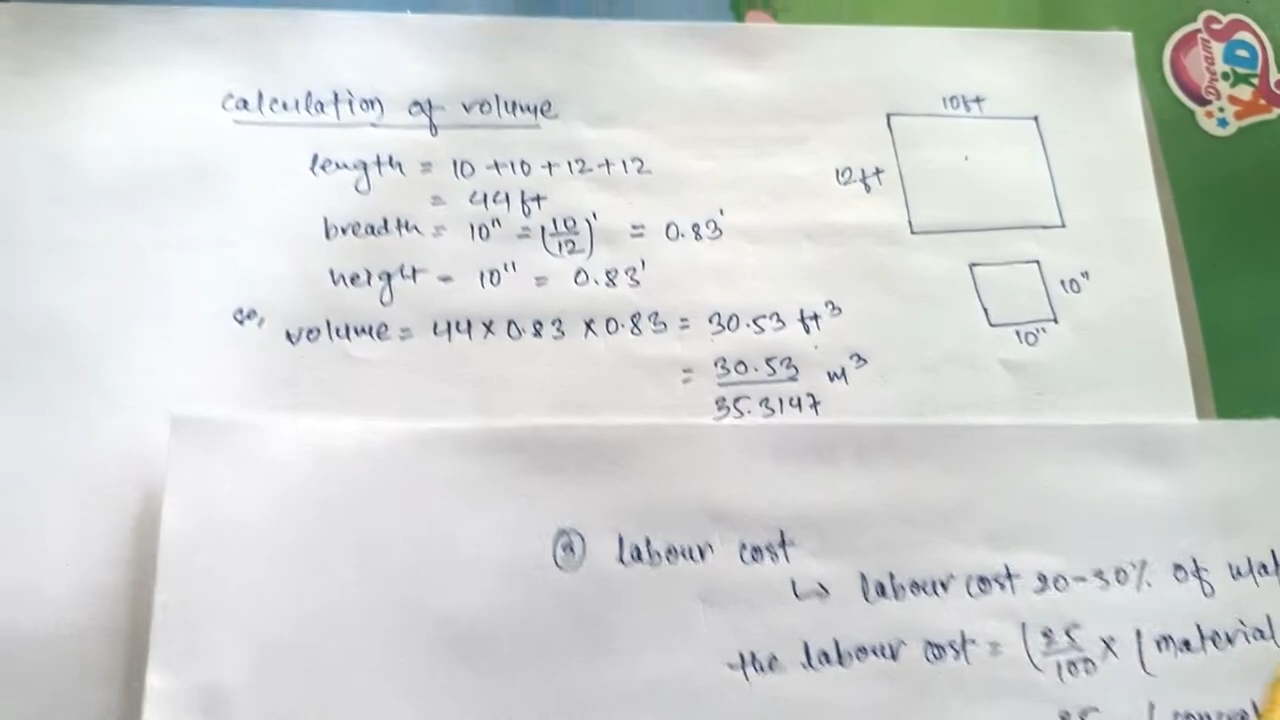 calculation of volume
length = 10 + 10 + 12 + 12
= 44 ft
breadth = 10" = (10/12)' = 0.83'
height - 10" = 0.83'
so, volume = 44 x 0.83 x 0.83 = 30.53 ft³
= 30.53/35.3147 m³
10ft
12ft
10"
10"
Dream KIDS
② labour cost
↳ labour cost 20-30% of
the labour cost = (25/100 x (material
25